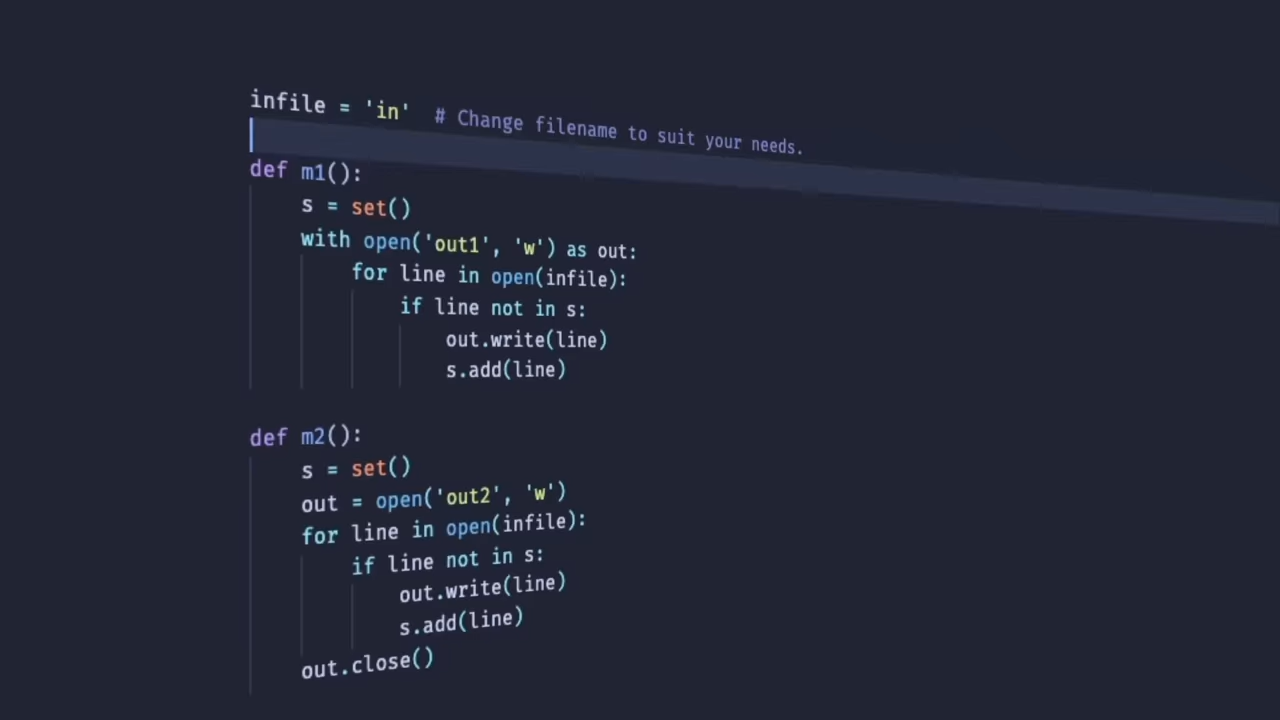 infile = 'in'  # Change filename to suit your needs.
def m1():
    s = set()
    with open('out1', 'w') as out:
        for line in open(infile):
            if line not in s:
                out.write(line)
                s.add(line)
def m2():
    s = set()
    out = open('out2', 'w')
    for line in open(infile):
        if line not in s:
            out.write(line)
            s.add(line)
    out.close()